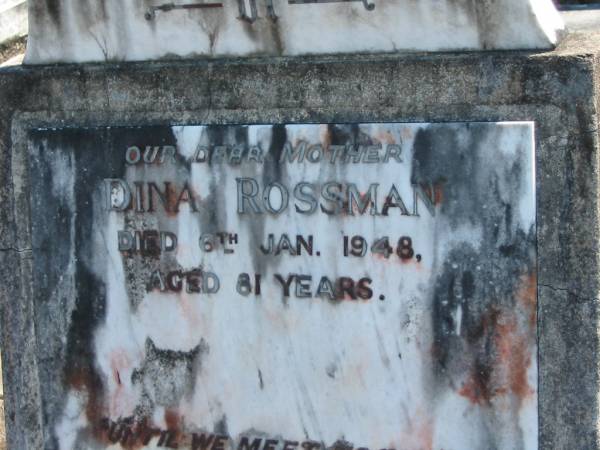 OUR DEAR MOTHER
DINA ROSSMAN
DIED 6TH JAN. 1948,
AGED 81 YEARS.
"UNTIL WE MEET